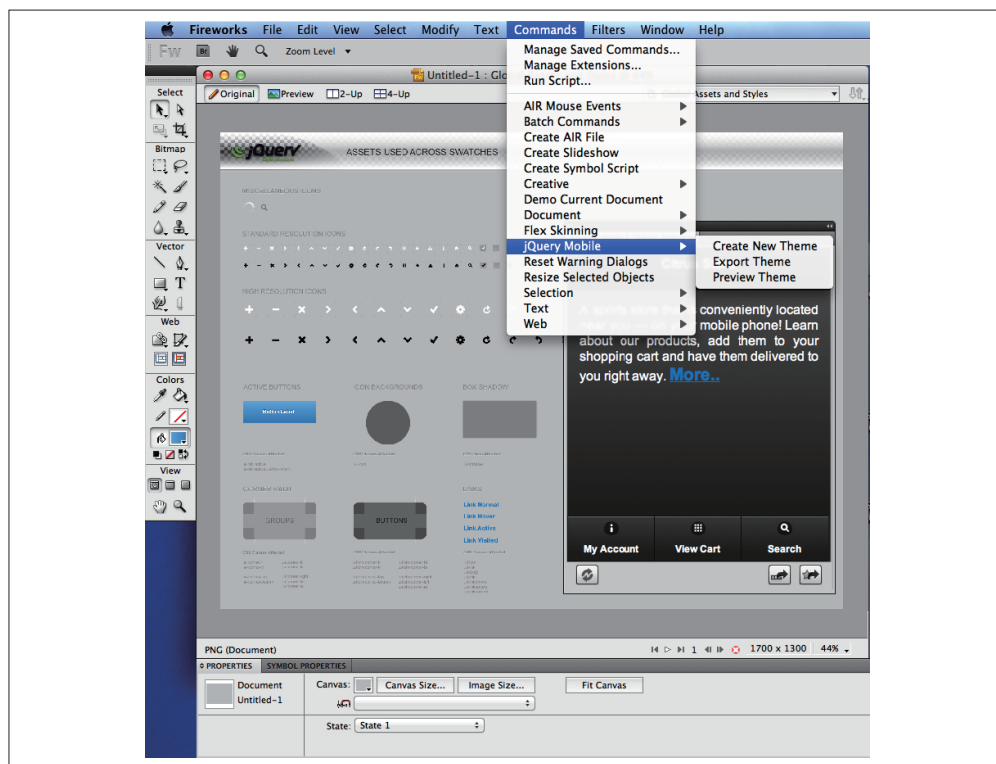 Fireworks File Edit View Select Modify Text Commands Filters Window Help
Fw Br Zoom Level
Untitled-1 : Glo
Original Preview 2-Up 4-Up
Assets and Styles
Select
Bitmap
Vector
T
Web
Colors
View
Manage Saved Commands...
Manage Extensions...
Run Script...
AIR Mouse Events
Batch Commands
Create AIR File
Create Slideshow
Create Symbol Script
Creative
Demo Current Document
Document
Flex Skinning
jQuery Mobile
Reset Warning Dialogs
Resize Selected Objects
Selection
Text
Web
Create New Theme
Export Theme
Preview Theme
jQuery
ASSETS USED ACROSS SWATCHES
MISCELLANEOUS ICONS
STANDARD RESOLUTION ICONS
HIGH RESOLUTION ICONS
ACTIVE BUTTONS
ICON BACKGROUNDS
BOX SHADOW
GROUPS
BUTTONS
LINKS
Link Normal
Link Hover
Link Active
Link Visited
conveniently located
mobile phone! Learn
about our products, add them to your
shopping cart and have them delivered to
you right away. More..
My Account View Cart Search
PNG (Document)
1 1700 x 1300 44%
PROPERTIES SYMBOL PROPERTIES
Document
Untitled-1
Canvas: Canvas Size... Image Size... Fit Canvas
State: State 1